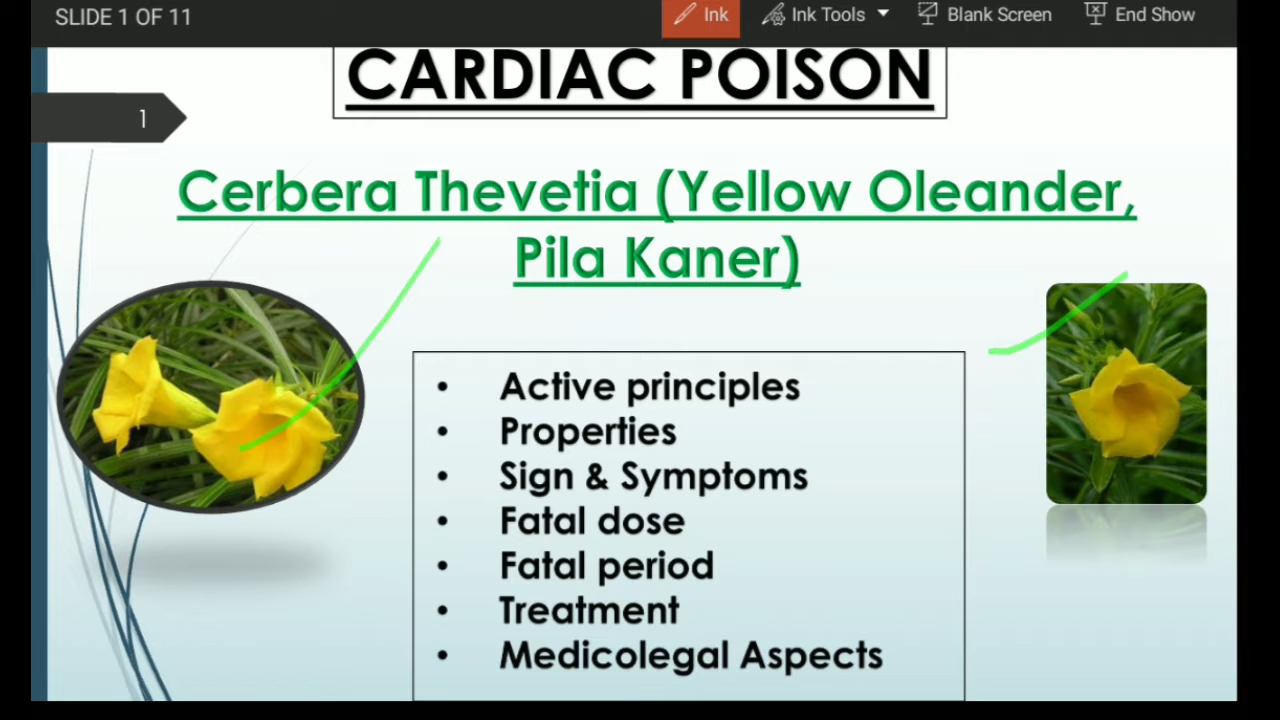 SLIDE 1 OF 11
Ink
Ink Tools
Blank Screen
End Show
CARDIAC POISON
1
Cerbera Thevetia (Yellow Oleander,
Pila Kaner)
• Active principles
• Properties
• Sign & Symptoms
• Fatal dose
• Fatal period
• Treatment
• Medicolegal Aspects